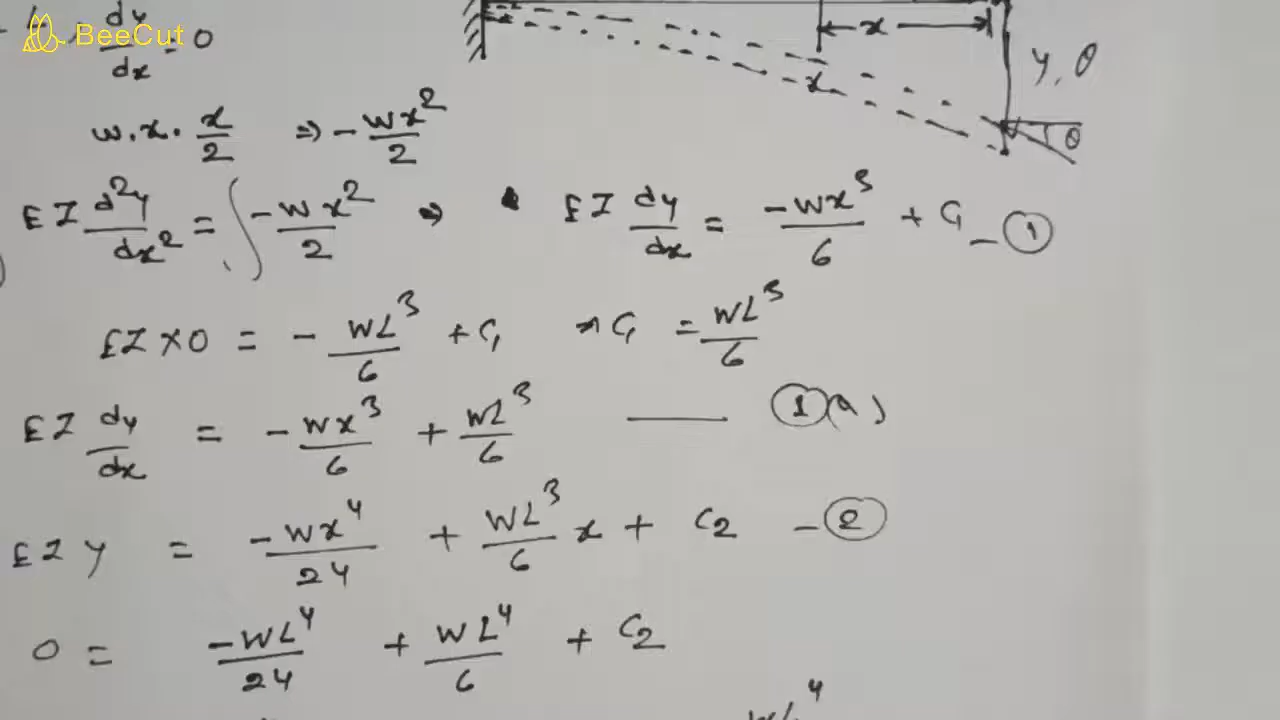 BeeCut
dy/dx = 0
x
y, θ
θ
x
w.x. x/2 ⇒ -wx²/2
EI d²y/dx² = ∫ -wx²/2 ⇒ EI dy/dx = -wx³/6 + C₁ - ①
EI×0 = - wL³/6 + C₁ ⇒ C₁ = wL³/6
EI dy/dx = - wx³/6 + wL³/6 —— ①(a)
EI y = -wx⁴/24 + wL³/6 x + C₂ - ②
0 = -wL⁴/24 + wL⁴/6 + C₂
wL⁴